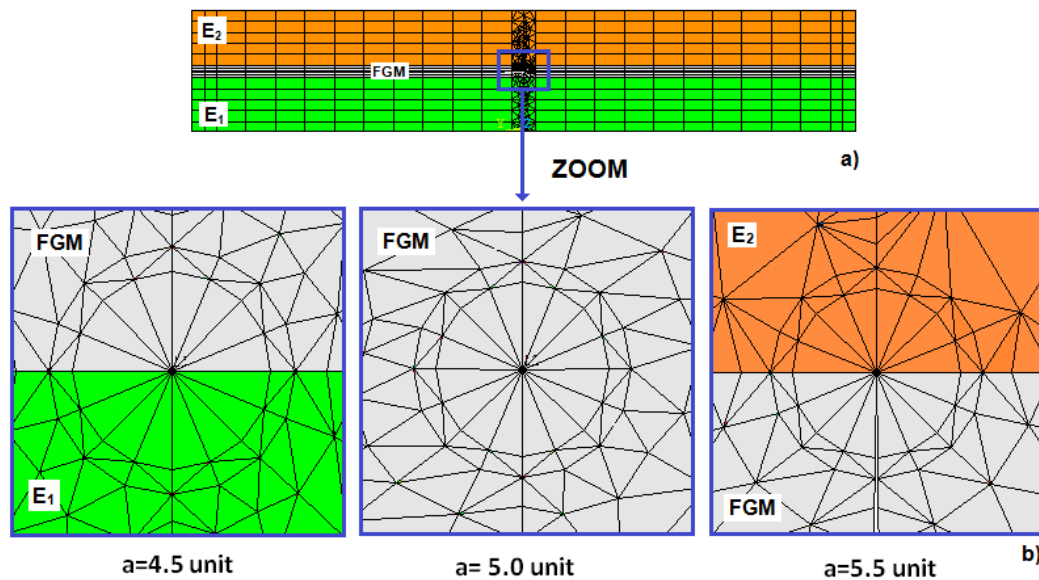 E₂
FGM
E₁
a)
ZOOM
FGM
E₁
a=4.5 unit
FGM
a= 5.0 unit
E₂
FGM
a=5.5 unit
b)